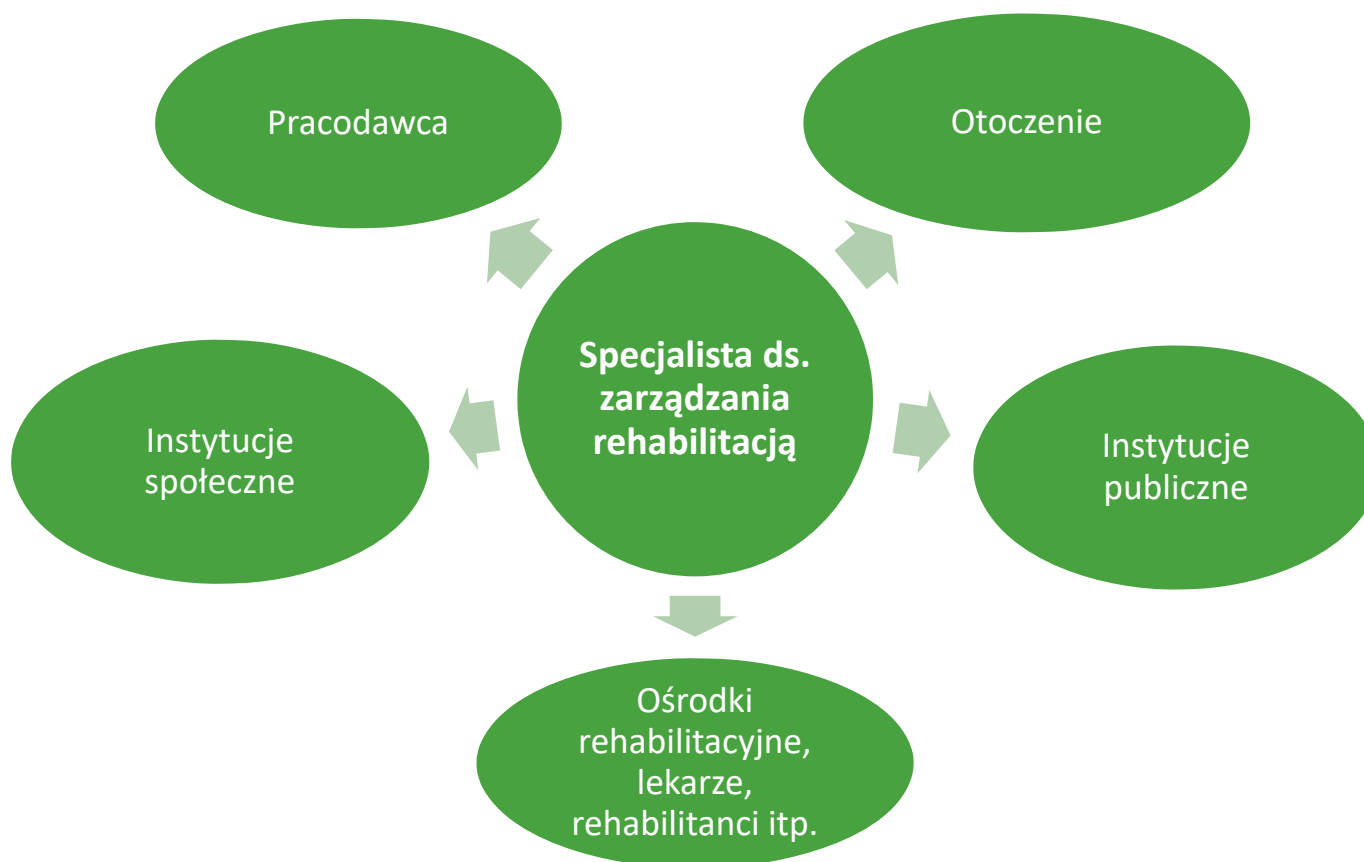 Pracodawca
Otoczenie
Specjalista ds.
zarządzania
rehabilitacją
Instytucje
społeczne
Instytucje
publiczne
Ośrodki
rehabilitacyjne,
lekarze,
rehabilitanci itp.